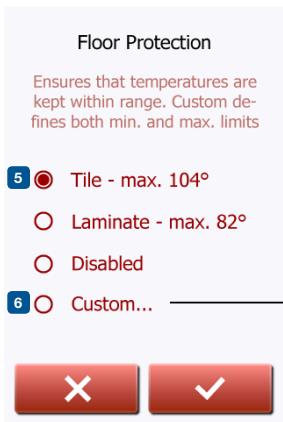 Floor Protection
Ensures that temperatures are
kept within range. Custom de-
fines both min. and max. limits
5 Tile - max. 104°
Laminate - max. 82°
Disabled
6 Custom...